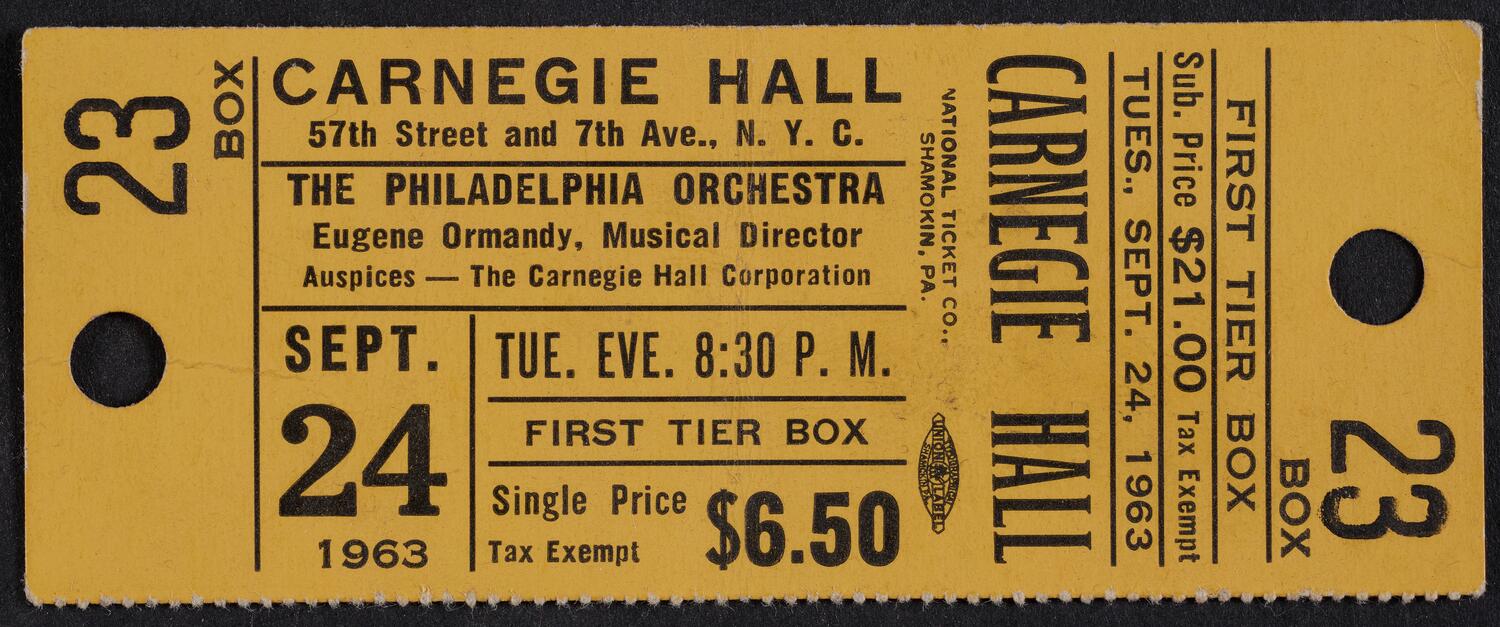 23
BOX
CARNEGIE HALL
57th Street and 7th Ave., N. Y. C.
THE PHILADELPHIA ORCHESTRA
Eugene Ormandy, Musical Director
Auspices — The Carnegie Hall Corporation
SEPT.
24
1963
TUE. EVE. 8:30 P. M.
FIRST TIER BOX
Single Price
Tax Exempt
$6.50
NATIONAL TICKET CO.,
SHAMOKIN, PA.
UNION LABEL
CARNEGIE HALL
TUES., SEPT. 24, 1963
Sub. Price $21.00 Tax Exempt
FIRST TIER BOX
BOX
23